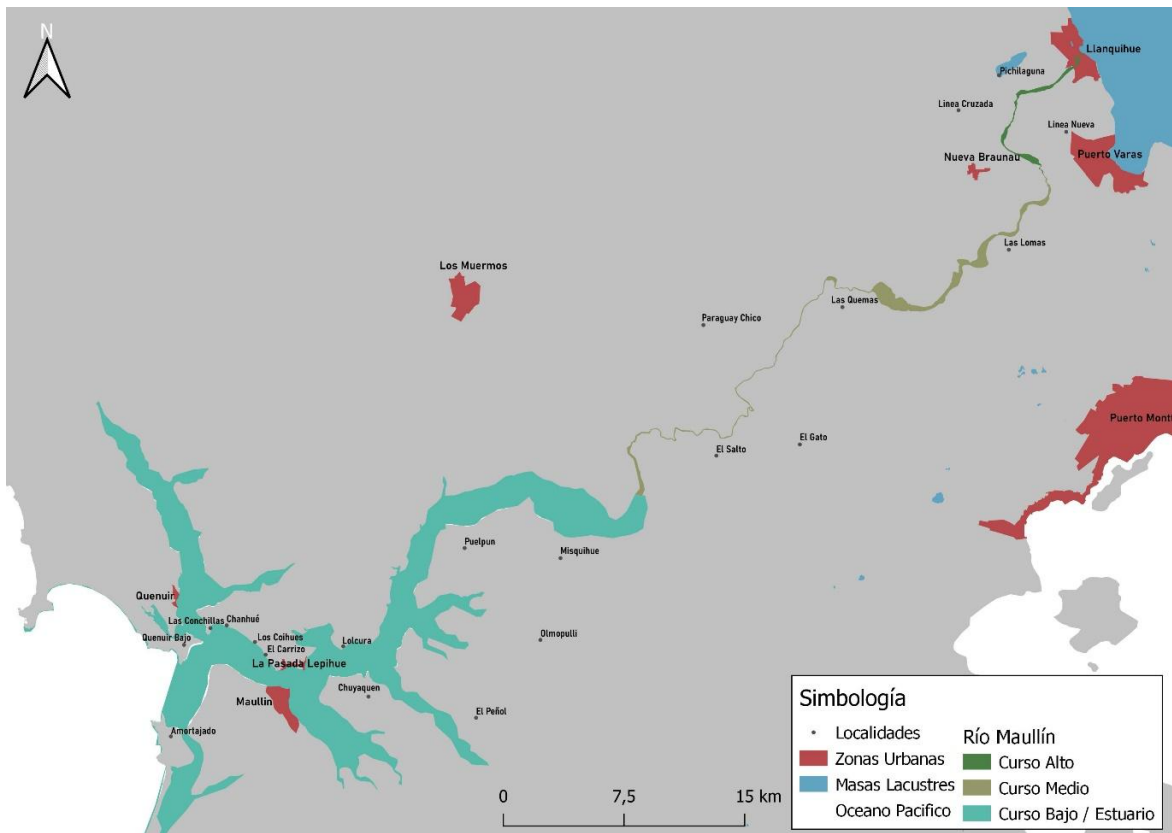 N
Llanquihue
Pichilaguna
Linea Cruzada
Linea Nueva
Puerto Varas
Nueva Braunau
Las Lomas
Los Muermos
Las Quemas
Paraguay Chico
Puerto Montt
El Gato
El Salto
Puelpun
Misquihue
Quenuir
Las Conchillas
Chanhué
Quenuir Bajo
Los Coihues
Lolcura
Olmopulli
El Carrizo
La Pasada Lepihue
Chuyaquen
Maullin
El Peñol
Amortajado
Simbología
Localidades
Zonas Urbanas
Masas Lacustres
Oceano Pacifico
Río Maullín
Curso Alto
Curso Medio
Curso Bajo / Estuario
0 7,5 15 km